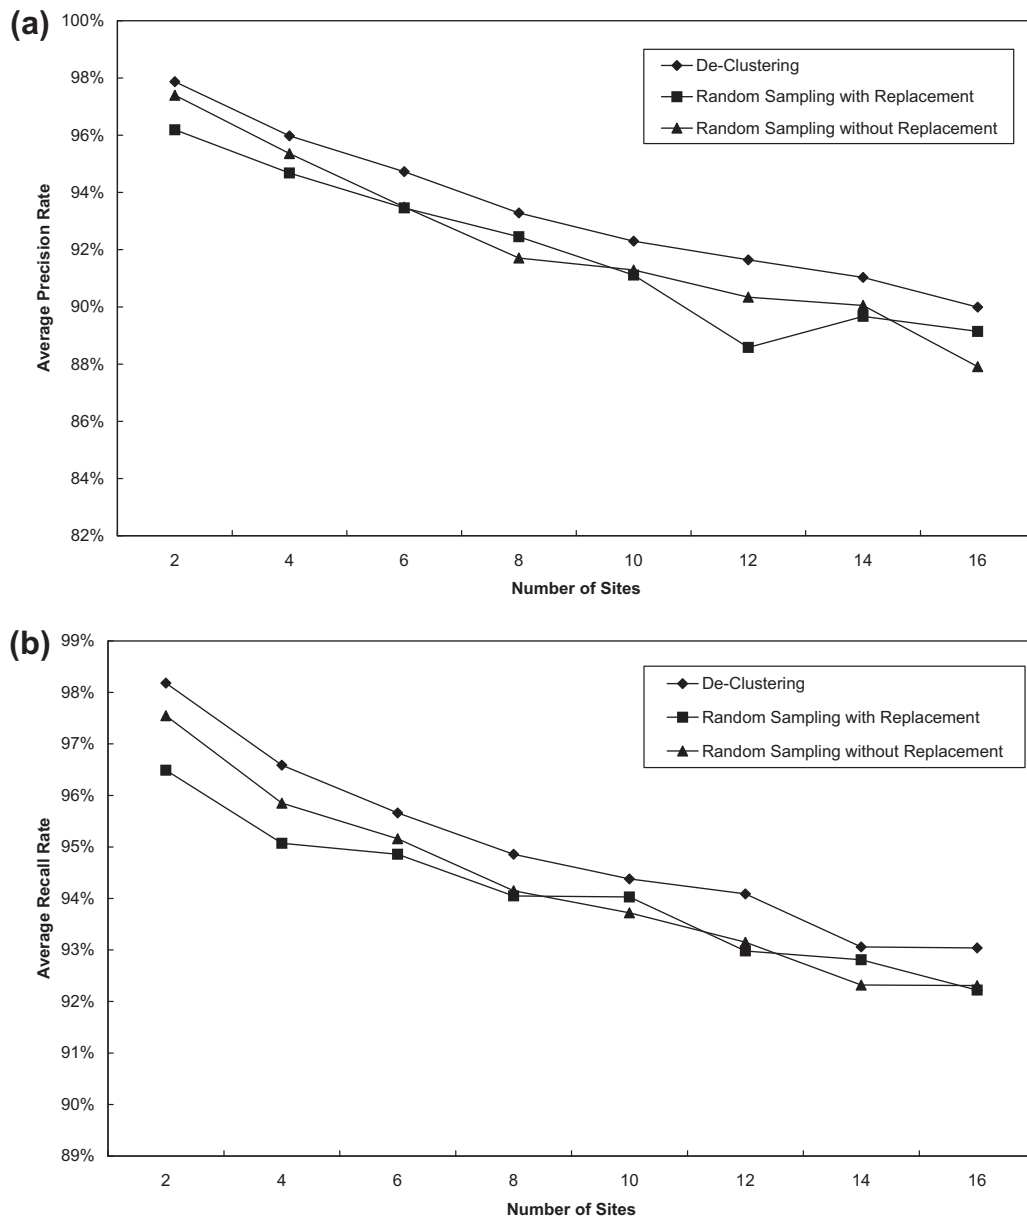 (a)
100%
98%
96%
94%
92%
90%
88%
86%
84%
82%
Average Precision Rate
De-Clustering
Random Sampling with Replacement
Random Sampling without Replacement
2 4 6 8 10 12 14 16
Number of Sites
(b)
99%
98%
97%
96%
95%
94%
93%
92%
91%
90%
89%
Average Recall Rate
De-Clustering
Random Sampling with Replacement
Random Sampling without Replacement
2 4 6 8 10 12 14 16
Number of Sites